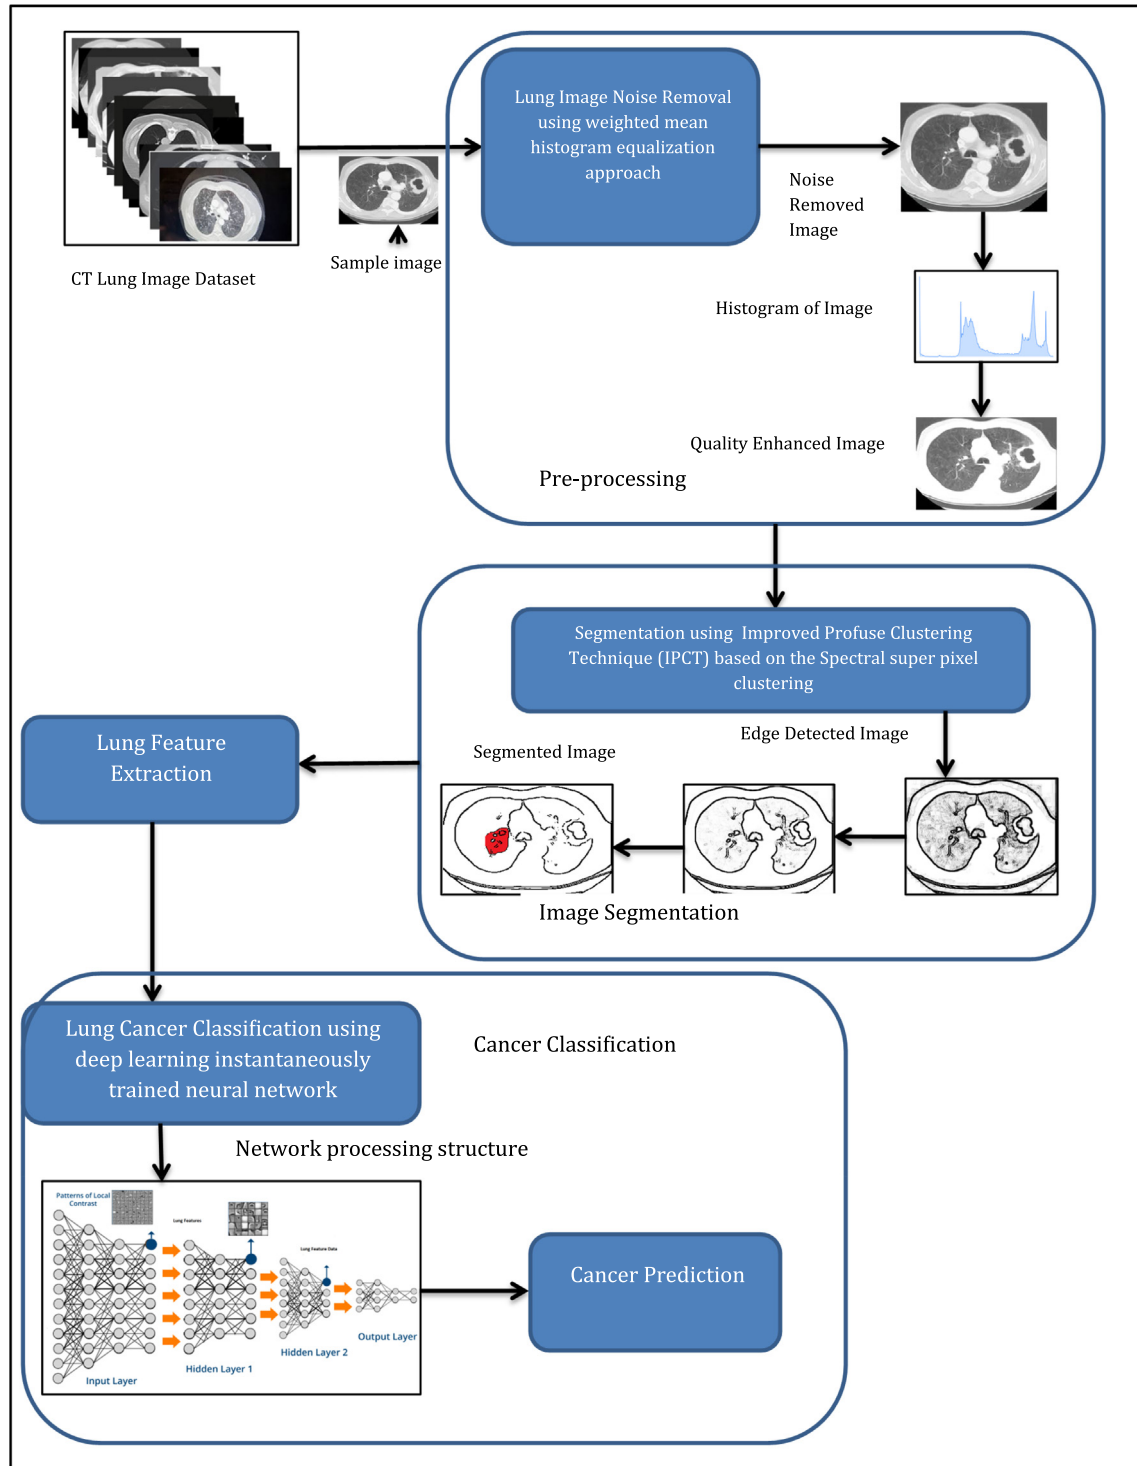 Lung Image Noise Removal
using weighted mean
histogram equalization
approach
Noise
Removed
Image
Sample image
CT Lung Image Dataset
Histogram of Image
Quality Enhanced Image
Pre-processing
Segmentation using Improved Profuse Clustering
Technique (IPCT) based on the Spectral super pixel
clustering
Edge Detected Image
Segmented Image
Image Segmentation
Lung Feature
Extraction
Lung Cancer Classification using
deep learning instantaneously
trained neural network
Cancer Classification
Network processing structure
Patterns of Local
Contrast
Lung Features
Lung Feature Data
Input Layer
Hidden Layer 1
Hidden Layer 2
Output Layer
Cancer Prediction